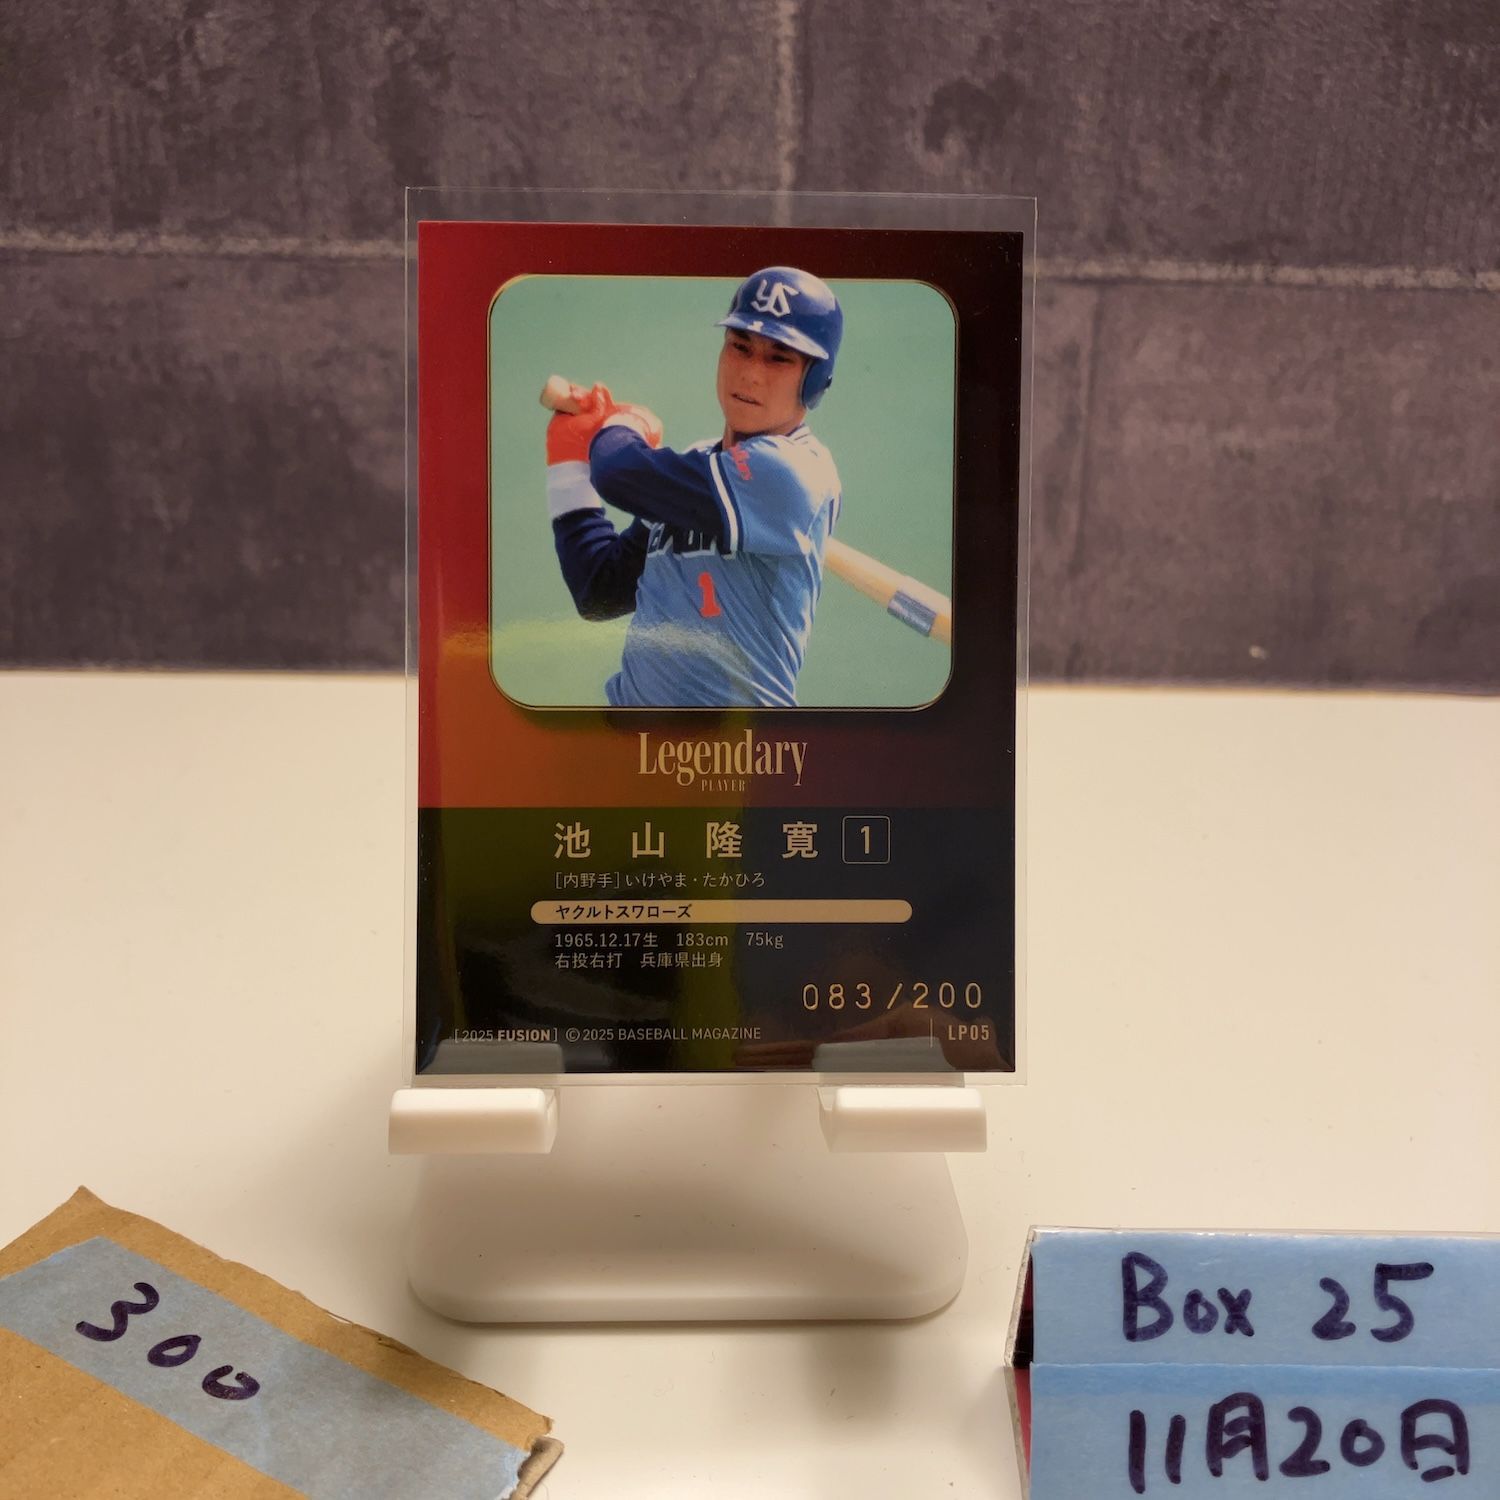 YS
1
Legendary
PLAYER
池山隆寛 1
[内野手] いけやま・たかひろ
ヤクルトスワローズ
1965.12.17生 183cm 75kg
右投右打 兵庫県出身
083/200
[2025 FUSION] ©2025 BASEBALL MAGAZINE
LP05
300
Box 25
11月20日